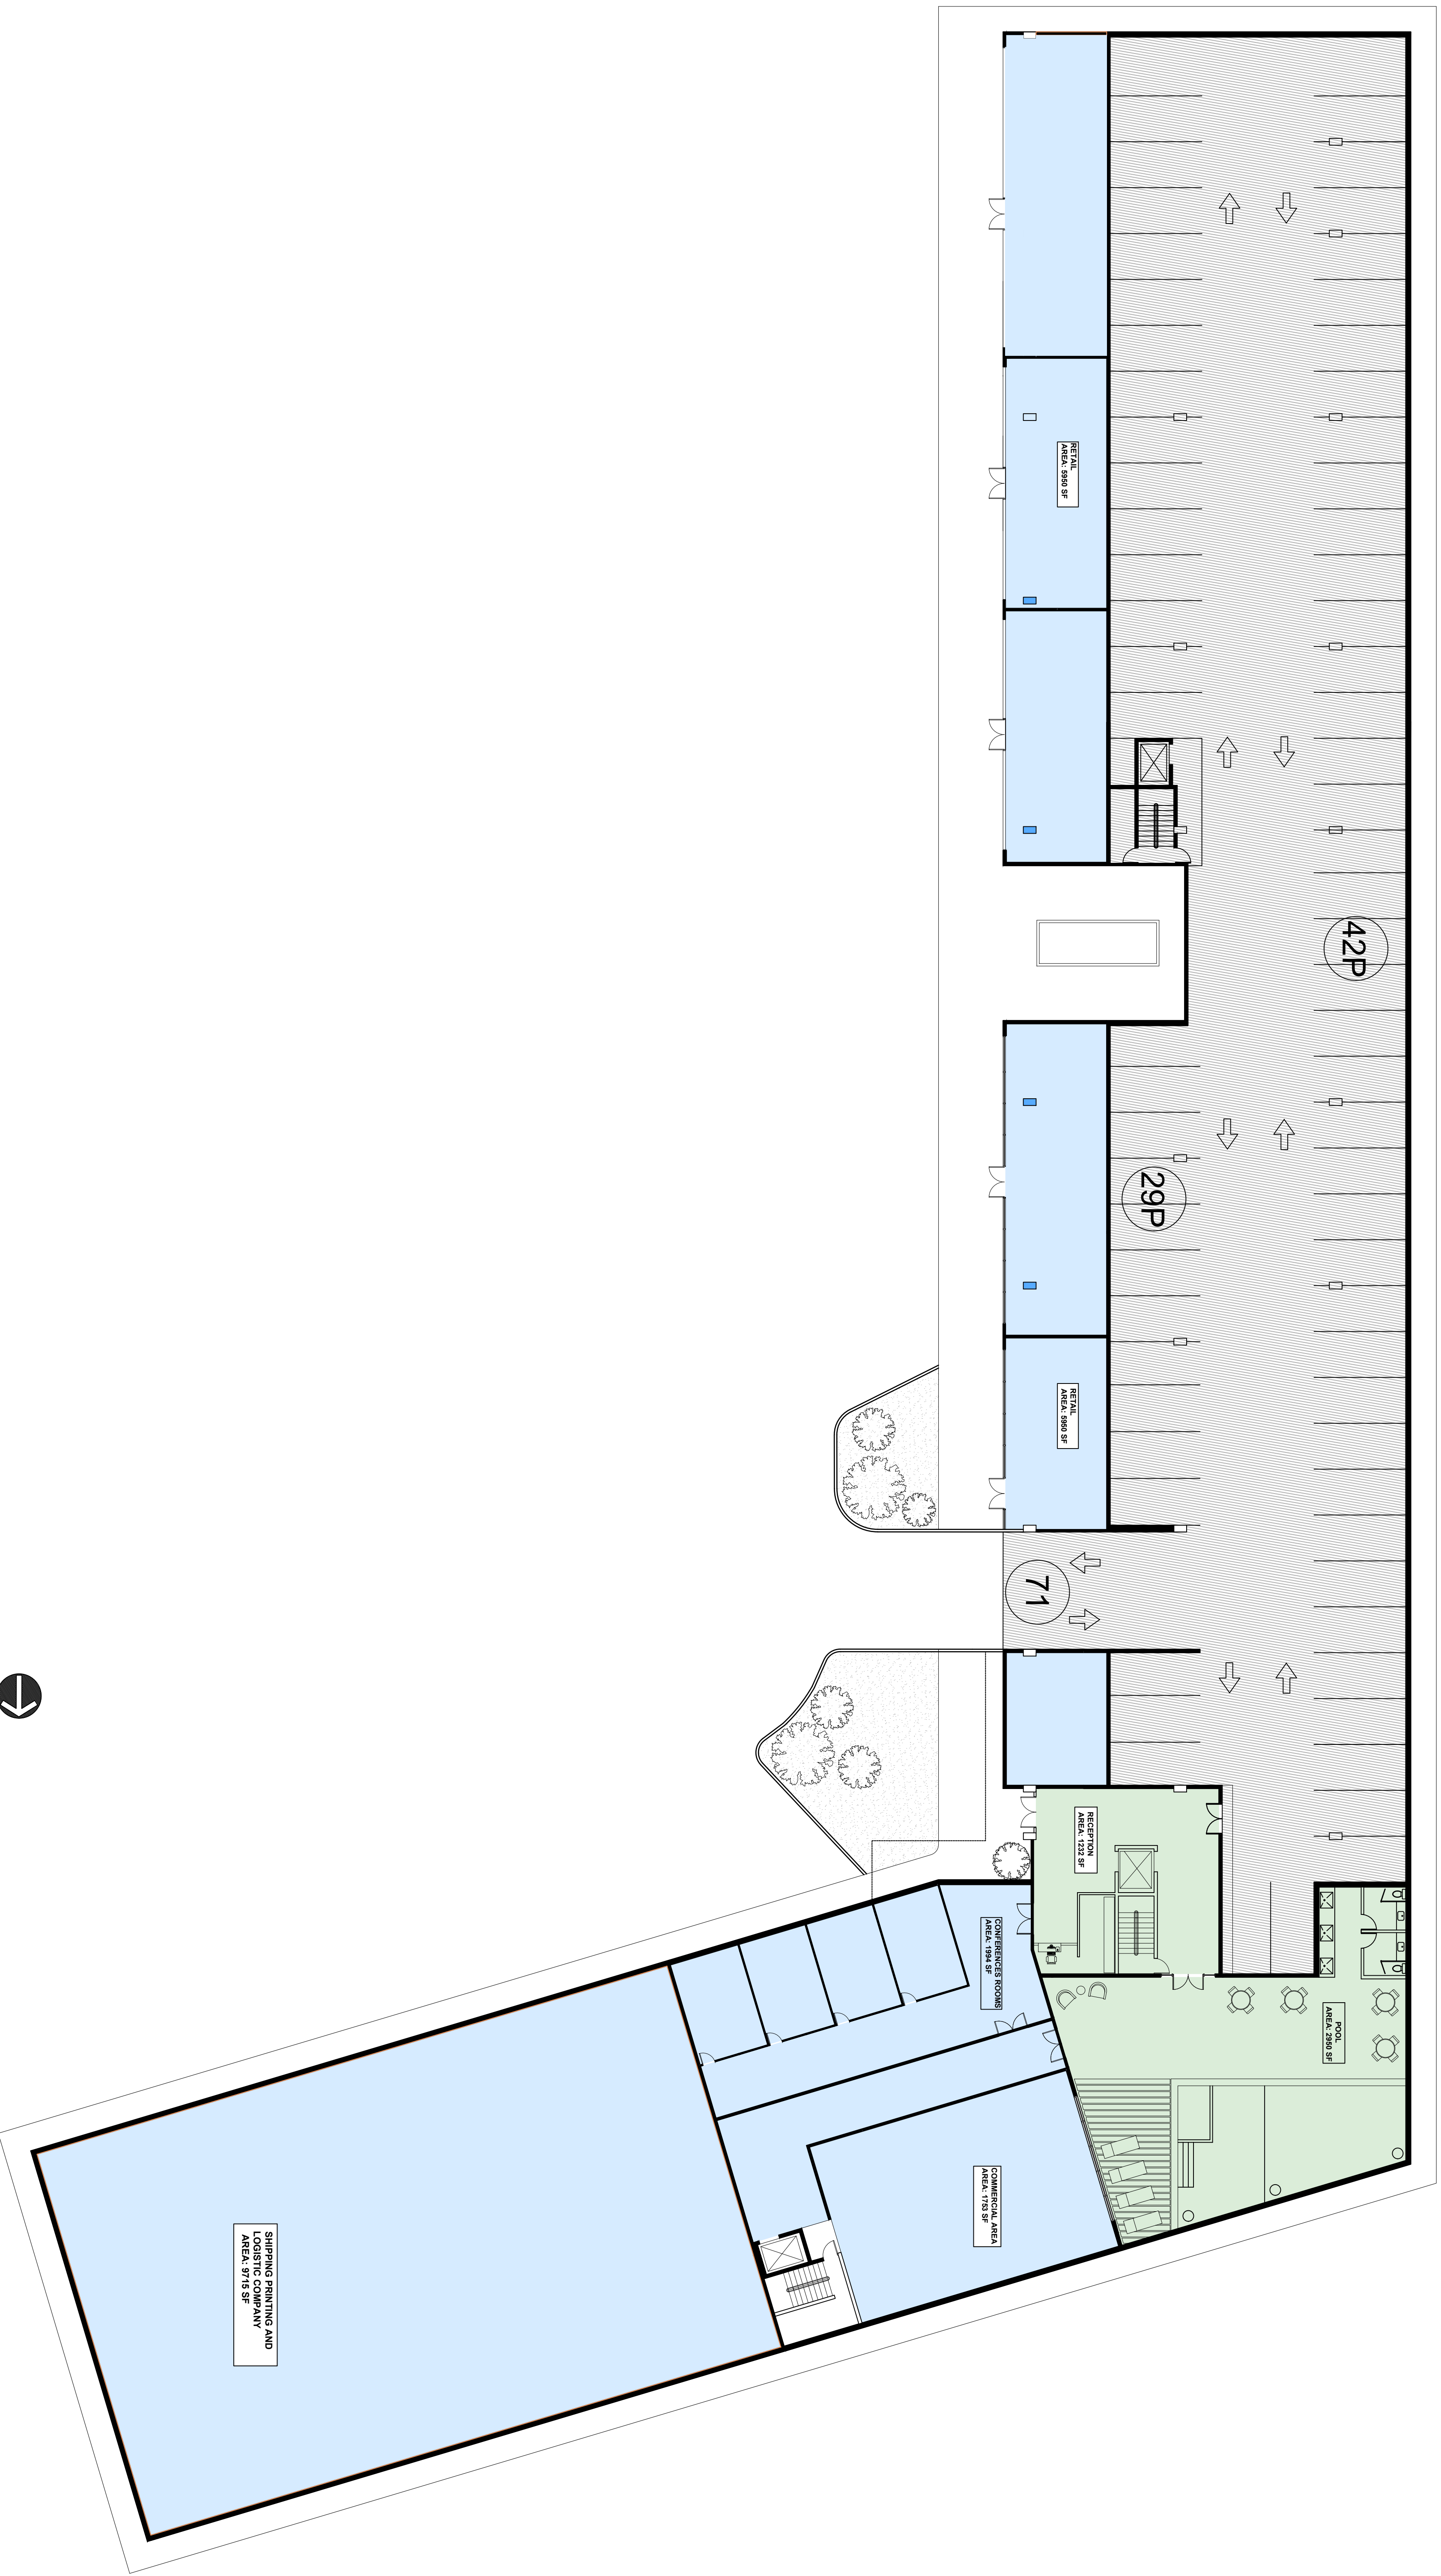 RETAIL
AREA: 5950 SF
42P
29P
RETAIL
AREA: 5950 SF
71
RECEPTION
AREA: 1232 SF
CONFERENCES ROOMS
AREA: 1994 SF
POOL
AREA: 2950 SF
COMMERCIAL AREA
AREA: 1753 SF
SHIPPING PRINTING AND
LOGISTIC COMPANY
AREA: 9715 SF